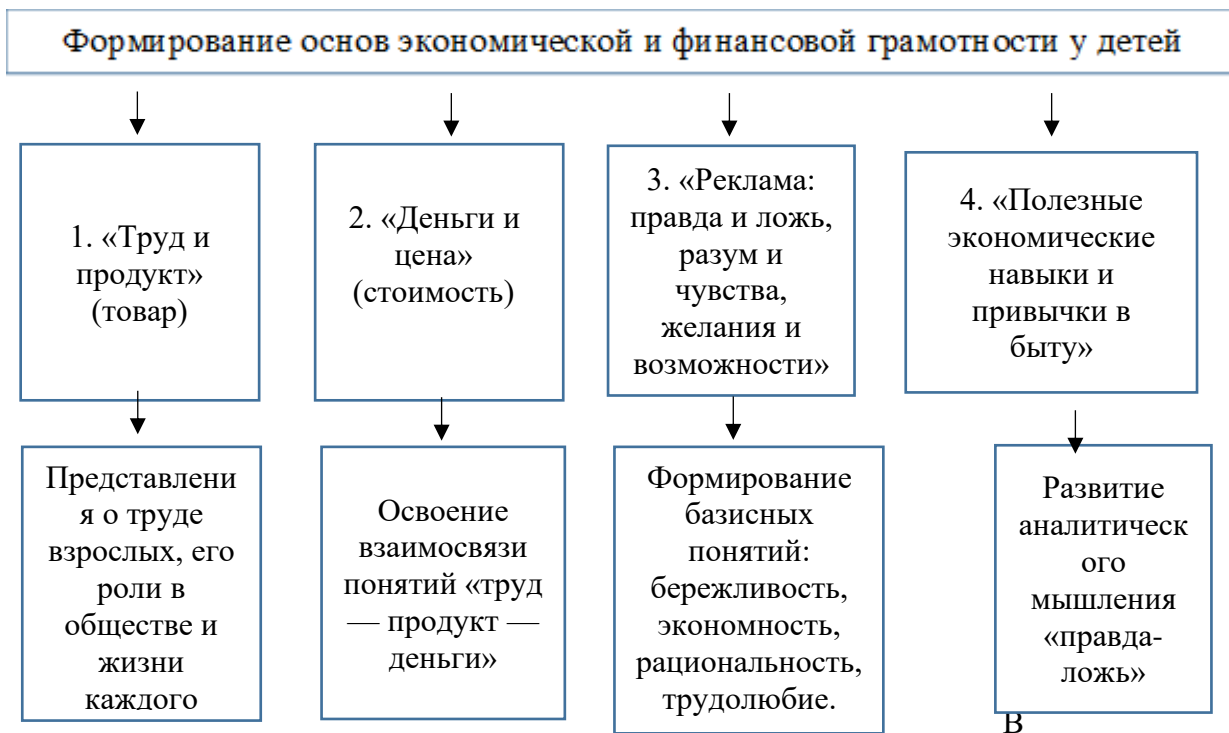 Формирование основ экономической и финансовой грамотности у детей
1. «Труд и
продукт»
(товар)
2. «Деньги и
цена»
(стоимость)
3. «Реклама:
правда и ложь,
разум и
чувства,
желания и
возможности»
4. «Полезные
экономические
навыки и
привычки в
быту»
Представлени
я о труде
взрослых, его
роли в
обществе и
жизни
каждого
Освоение
взаимосвязи
понятий «труд
— продукт —
деньги»
Формирование
базисных
понятий:
бережливость,
экономность,
рациональность,
трудолюбие.
Развитие
аналитическ
ого
мышления
«правда-
ложь»
В